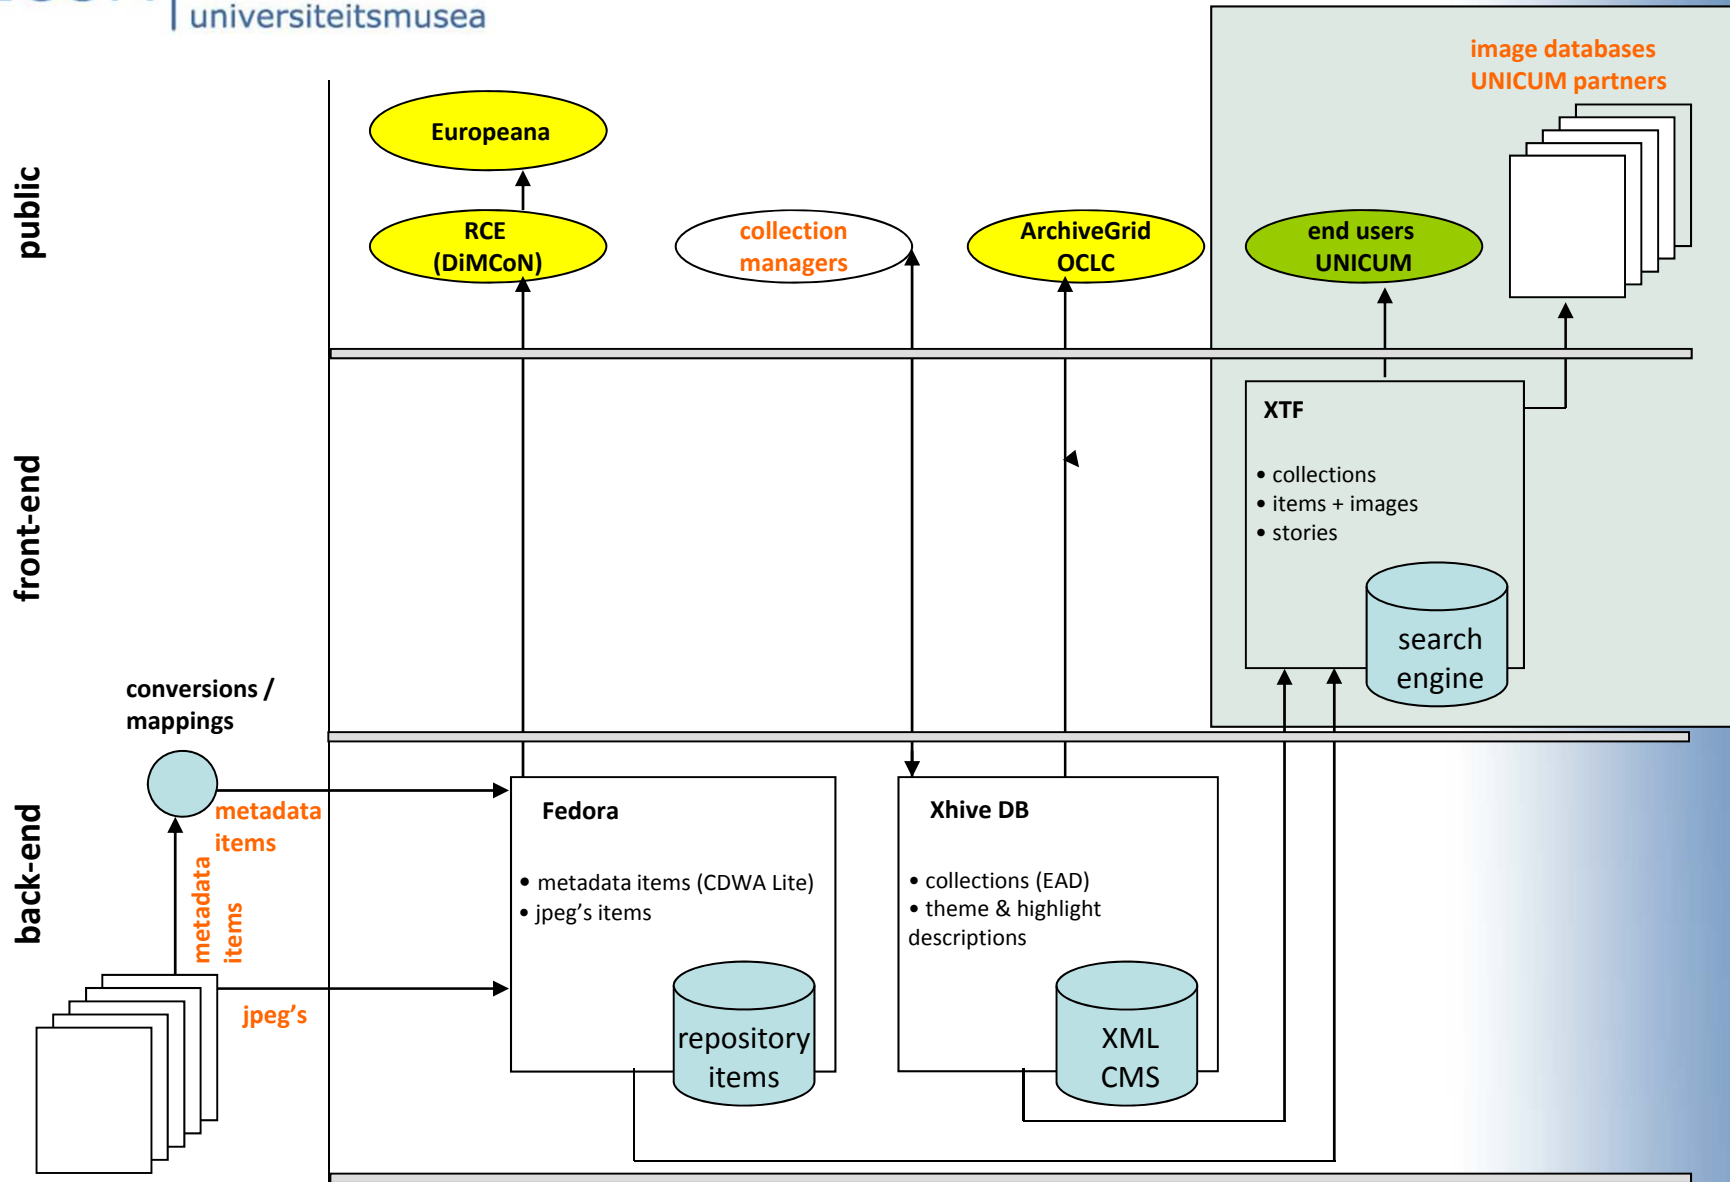 universiteitsmusea
image databases
UNICUM partners
public
Europeana
RCE
(DiMCoN)
collection
managers
ArchiveGrid
OCLC
end users
UNICUM
front-end
XTF
• collections
• items + images
• stories
search
engine
conversions /
mappings
back-end
metadata
items
metadata
items
jpeg's
Fedora
• metadata items (CDWA Lite)
• jpeg's items
repository
items
Xhive DB
• collections (EAD)
• theme & highlight
descriptions
XML
CMS